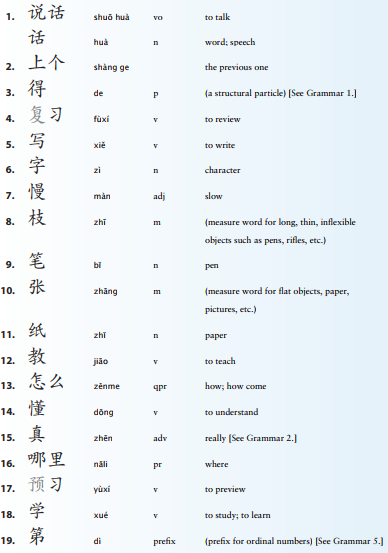 1. 说话 shuō huà vo to talk
话 huà n word; speech
2. 上个 shàng ge the previous one
3. 得 de p (a structural particle) [See Grammar 1.]
4. 复习 fùxí v to review
5. 写 xiě v to write
6. 字 zì n character
7. 慢 màn adj slow
8. 枝 zhī m (measure word for long, thin, inflexible
objects such as pens, rifles, etc.)
9. 笔 bǐ n pen
10. 张 zhāng m (measure word for flat objects, paper,
pictures, etc.)
11. 纸 zhǐ n paper
12. 教 jiāo v to teach
13. 怎么 zěnme qpr how; how come
14. 懂 dǒng v to understand
15. 真 zhēn adv really [See Grammar 2.]
16. 哪里 nǎli pr where
17. 预习 yùxí v to preview
18. 学 xué v to study; to learn
19. 第 dì prefix (prefix for ordinal numbers) [See Grammar 5.]